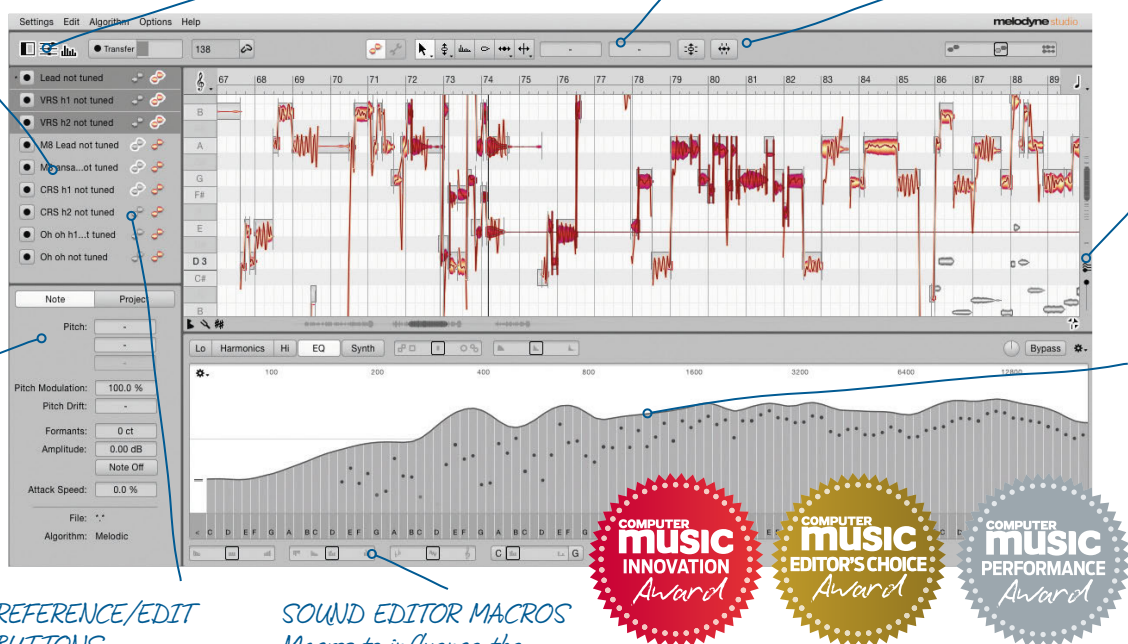 Settings Edit Algorithm Options Help
melodyne studio
Transfer
138
- -
Lead not tuned
VRS h1 not tuned
VRS h2 not tuned
M8 Lead not tuned
CRS h1 not tuned
CRS h2 not tuned
Oh oh h1...t tuned
Oh oh not tuned
67 68 69 70 71 72 73 74 75 76 77 78 79 80 81 82 83 84 85 86 87 88 89
B
A
G
F#
E
D 3
C#
B
Note Project
Pitch: -
-
-
Pitch Modulation: 100.0 %
Pitch Drift: -
Formants: 0 ct
Amplitude: 0.00 dB
Note Off
Attack Speed: 0.0 %
File: *.*
Algorithm: Melodic
Lo Harmonics Hi EQ Synth
Bypass
100 200 400 800 1600 3200 6400 12800
< C D E F G A B C D E F G A B C D E F G A B C D E F G
C G
COMPUTER
music
INNOVATION
Award
COMPUTER
music
EDITOR'S CHOICE
Award
COMPUTER
music
PERFORMANCE
Award
REFERENCE/EDIT
BUTTONS
SOUND EDITOR MACROS
Macros to influence the